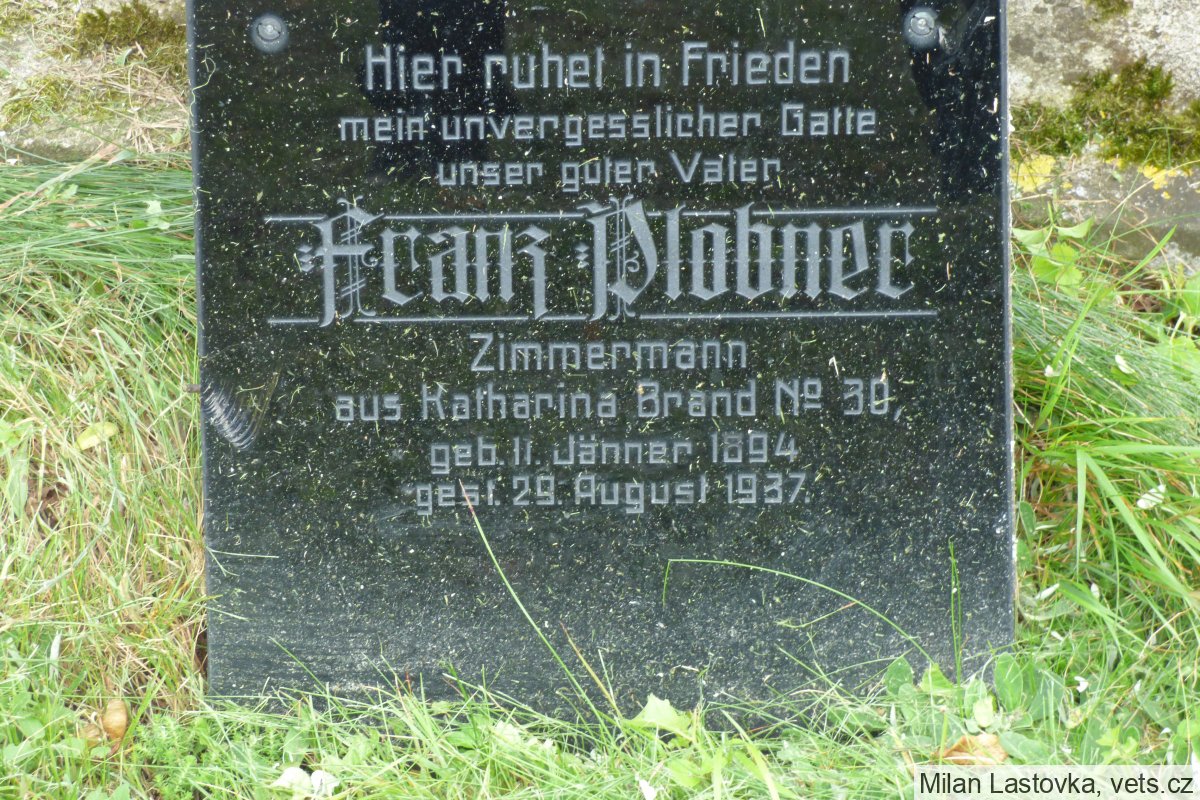 Hier ruhet in Frieden
mein unvergesslicher Gatte
unser guter Vater
Franz Plobner
Zimmermann
aus Katharina Brand Nº 30,
geb. 11. Jänner 1894
gest. 29. August 1937.
Milan Lastovka, vets.cz